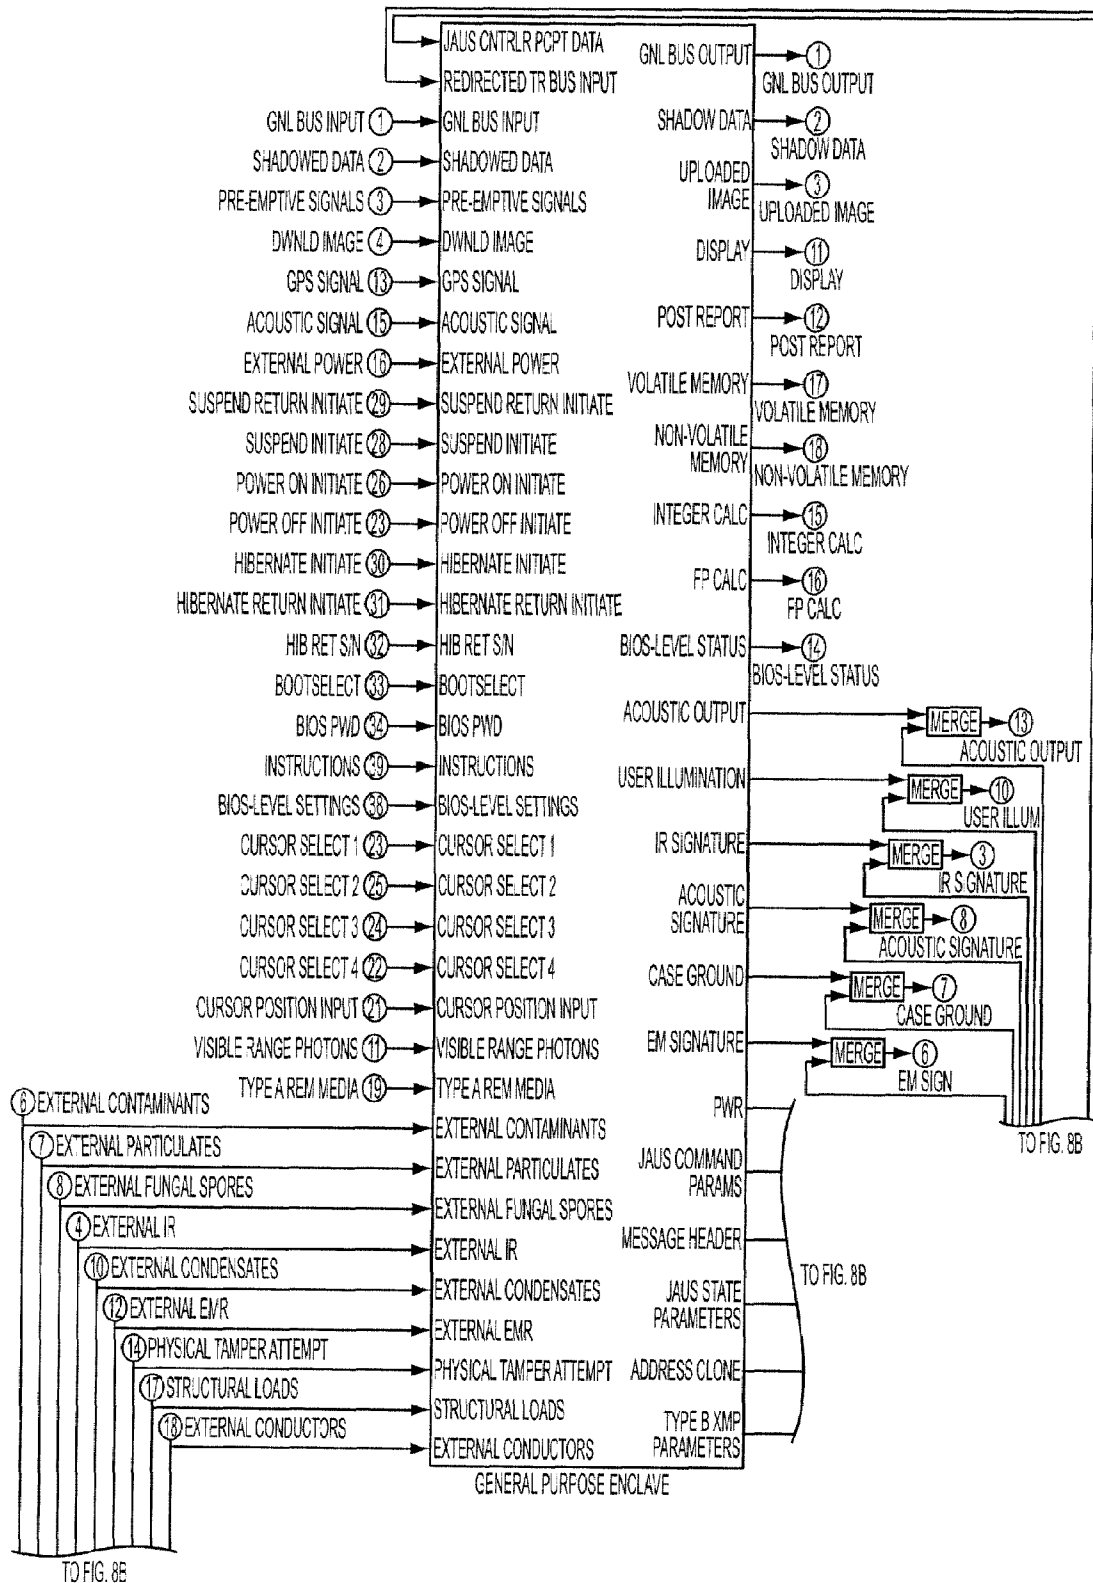 JAUS CNTRLR PCPT DATA
REDIRECTED TR BUS INPUT
GNL BUS INPUT 1 GNL BUS INPUT
SHADOWED DATA 2 SHADOWED DATA
PRE-EMPTIVE SIGNALS 3 PRE-EMPTIVE SIGNALS
DWNLD IMAGE 4 DWNLD IMAGE
GPS SIGNAL 13 GPS SIGNAL
ACOUSTIC SIGNAL 15 ACOUSTIC SIGNAL
EXTERNAL POWER 16 EXTERNAL POWER
SUSPEND RETURN INITIATE 29 SUSPEND RETURN INITIATE
SUSPEND INITIATE 28 SUSPEND INITIATE
POWER ON INITIATE 26 POWER ON INITIATE
POWER OFF INITIATE 23 POWER OFF INITIATE
HIBERNATE INITIATE 30 HIBERNATE INITIATE
HIBERNATE RETURN INITIATE 31 HIBERNATE RETURN INITIATE
HIB RET S/N 32 HIB RET S/N
BOOTSELECT 33 BOOTSELECT
BIOS PWD 34 BIOS PWD
INSTRUCTIONS 39 INSTRUCTIONS
BIOS-LEVEL SETTINGS 38 BIOS-LEVEL SETTINGS
CURSOR SELECT 1 23 CURSOR SELECT 1
CURSOR SELECT 2 25 CURSOR SELECT 2
CURSOR SELECT 3 24 CURSOR SELECT 3
CURSOR SELECT 4 22 CURSOR SELECT 4
CURSOR POSITION INPUT 21 CURSOR POSITION INPUT
VISIBLE RANGE PHOTONS 11 VISIBLE RANGE PHOTONS
TYPE A REM MEDIA 19 TYPE A REM MEDIA
6 EXTERNAL CONTAMINANTS
EXTERNAL CONTAMINANTS
7 EXTERNAL PARTICULATES
EXTERNAL PARTICULATES
8 EXTERNAL FUNGAL SPORES
EXTERNAL FUNGAL SPORES
4 EXTERNAL IR
EXTERNAL IR
10 EXTERNAL CONDENSATES
EXTERNAL CONDENSATES
12 EXTERNAL EMR
EXTERNAL EMR
14 PHYSICAL TAMPER ATTEMPT
PHYSICAL TAMPER ATTEMPT
17 STRUCTURAL LOADS
STRUCTURAL LOADS
18 EXTERNAL CONDUCTORS
EXTERNAL CONDUCTORS
TO FIG. 8B
GNL BUS OUTPUT 1
GNL BUS OUTPUT
SHADOW DATA 2
SHADOW DATA
UPLOADED
IMAGE 3
UPLOADED IMAGE
DISPLAY 11
DISPLAY
POST REPORT 12
POST REPORT
VOLATILE MEMORY 17
VOLATILE MEMORY
NON-VOLATILE
MEMORY 18
NON-VOLATILE MEMORY
INTEGER CALC 15
INTEGER CALC
FP CALC 16
FP CALC
BIOS-LEVEL STATUS 14
BIOS-LEVEL STATUS
ACOUSTIC OUTPUT MERGE 13
ACOUSTIC OUTPUT
USER ILLUMINATION MERGE 10
USER ILLUM
IR SIGNATURE MERGE 3
IR SIGNATURE
ACOUSTIC
SIGNATURE MERGE 8
ACOUSTIC SIGNATURE
CASE GROUND MERGE 7
CASE GROUND
EM SIGNATURE MERGE 6
EM SIGN
TO FIG. 8B
PWR
JAUS COMMAND
PARAMS
MESSAGE HEADER
JAUS STATE
PARAMETERS
ADDRESS CLONE
TYPE B XMP
PARAMETERS
TO FIG. 8B
GENERAL PURPOSE ENCLAVE